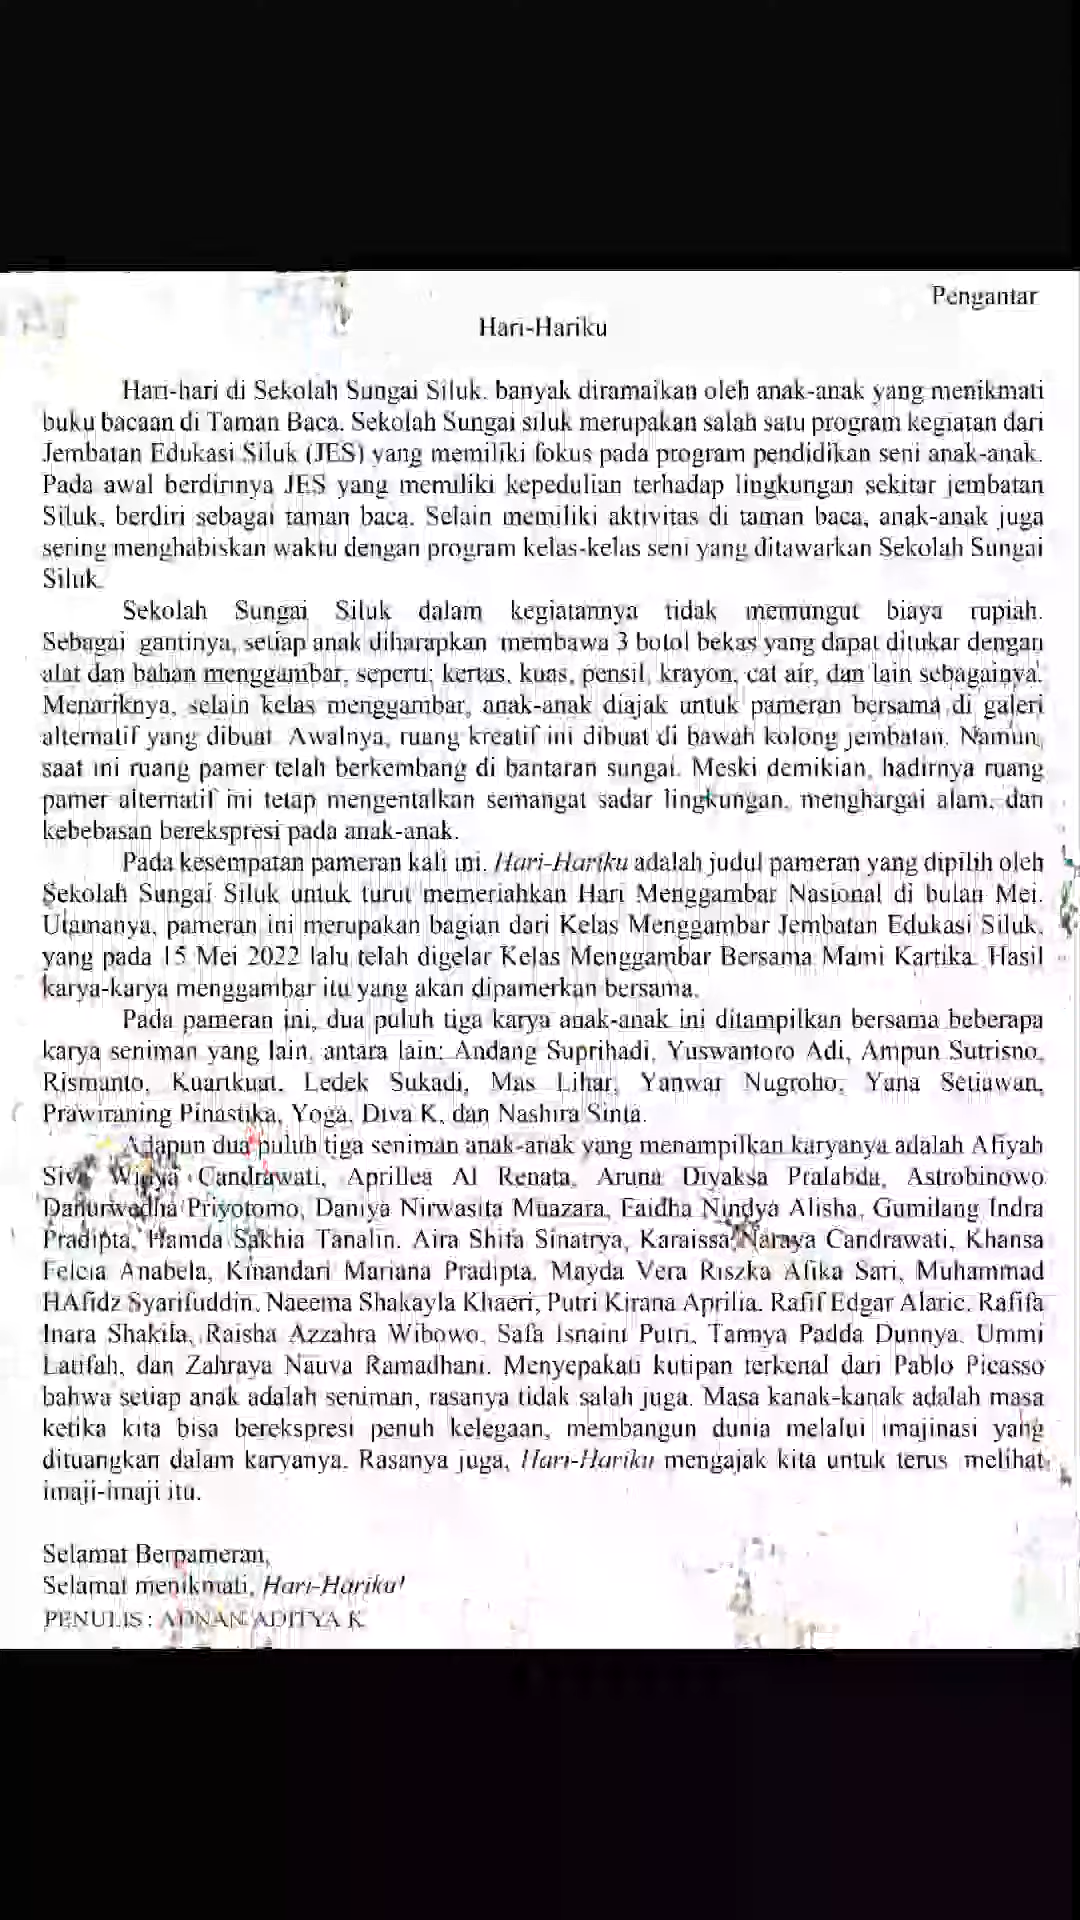 Pengantar
Hari-Hariku
Hari-hari di Sekolah Sungai Siluk, banyak diramaikan oleh anak-anak yang menikmati
buku bacaan di Taman Baca. Sekolah Sungai siluk merupakan salah satu program kegiatan dari
Jembatan Edukasi Siluk (JES) yang memiliki fokus pada program pendidikan seni anak-anak.
Pada awal berdirinya JES yang memiliki kepedulian terhadap lingkungan sekitar jembatan
Siluk, berdiri sebagai taman baca. Selain memiliki aktivitas di taman baca, anak-anak juga
sering menghabiskan waktu dengan program kelas-kelas seni yang ditawarkan Sekolah Sungai
Siluk.
Sekolah Sungai Siluk dalam kegiatannya tidak memungut biaya rupiah.
Sebagai gantinya, setiap anak diharapkan membawa 3 botol bekas yang dapat ditukar dengan
alat dan bahan menggambar, seperti; kertas, kuas, pensil, krayon, cat air, dan lain sebagainya.
Menariknya, selain kelas menggambar, anak-anak diajak untuk pameran bersama di galeri
alternatif yang dibuat. Awalnya, ruang kreatif ini dibuat di bawah kolong jembatan. Namun,
saat ini ruang pamer telah berkembang di bantaran sungai. Meski demikian, hadirnya ruang
pamer alternatif ini tetap mengentalkan semangat sadar lingkungan, menghargai alam, dan
kebebasan berekspresi pada anak-anak.
Pada kesempatan pameran kali ini, Hari-Hariku adalah judul pameran yang dipilih oleh
Sekolah Sungai Siluk untuk turut memeriahkan Hari Menggambar Nasional di bulan Mei.
Utamanya, pameran ini merupakan bagian dari Kelas Menggambar Jembatan Edukasi Siluk,
yang pada 15 Mei 2022 lalu telah digelar Kelas Menggambar Bersama Mami Kartika. Hasil
karya-karya menggambar itu yang akan dipamerkan bersama.
Pada pameran ini, dua puluh tiga karya anak-anak ini ditampilkan bersama beberapa
karya seniman yang lain, antara lain: Andang Suprihadi, Yuswantoro Adi, Ampun Sutrisno,
Rismanto, Kuartkuat, Ledek Sukadi, Mas Lihar, Yanwar Nugroho, Yana Setiawan,
Prawiraning Pinastika, Yoga, Diva K, dan Nashira Sinta.
Adapun dua puluh tiga seniman anak-anak yang menampilkan karyanya adalah Afiyah
Candrawati, Aprillea Al Renata, Aruna Divaksa Pralabda, Astrobinowo
Danurwedha Priyotomo, Daniya Nirwasita Muazara, Faidha Nindya Alisha, Gumilang Indra
Pradipta, Hamda Sakhia Tanalin, Aira Shifa Sinatrya, Karaissa Naraya Candrawati, Khansa
Felcia Anabela, Kinandari Mariana Pradipta, Mayda Vera Riszka Afika Sari, Muhammad
HAfidz Syarifuddin, Naeema Shakayla Khaeri, Putri Kirana Aprilia, Rafif Edgar Alaric, Rafifa
Inara Shakila, Raisha Azzahra Wibowo, Safa Isnaini Putri, Tannya Padda Dunnya, Ummi
Latifah, dan Zahraya Nauva Ramadhani. Menyepakati kutipan terkenal dari Pablo Picasso
bahwa setiap anak adalah seniman, rasanya tidak salah juga. Masa kanak-kanak adalah masa
ketika kita bisa berekspresi penuh kelegaan, membangun dunia melalui imajinasi yang
dituangkan dalam karyanya. Rasanya juga, Hari-Hariku mengajak kita untuk terus melihat
imaji-imaji itu.
Selamat Berpameran,
Selamat menikmati, Hari-Hariku!
PENULIS : ADNAN ADITYA K